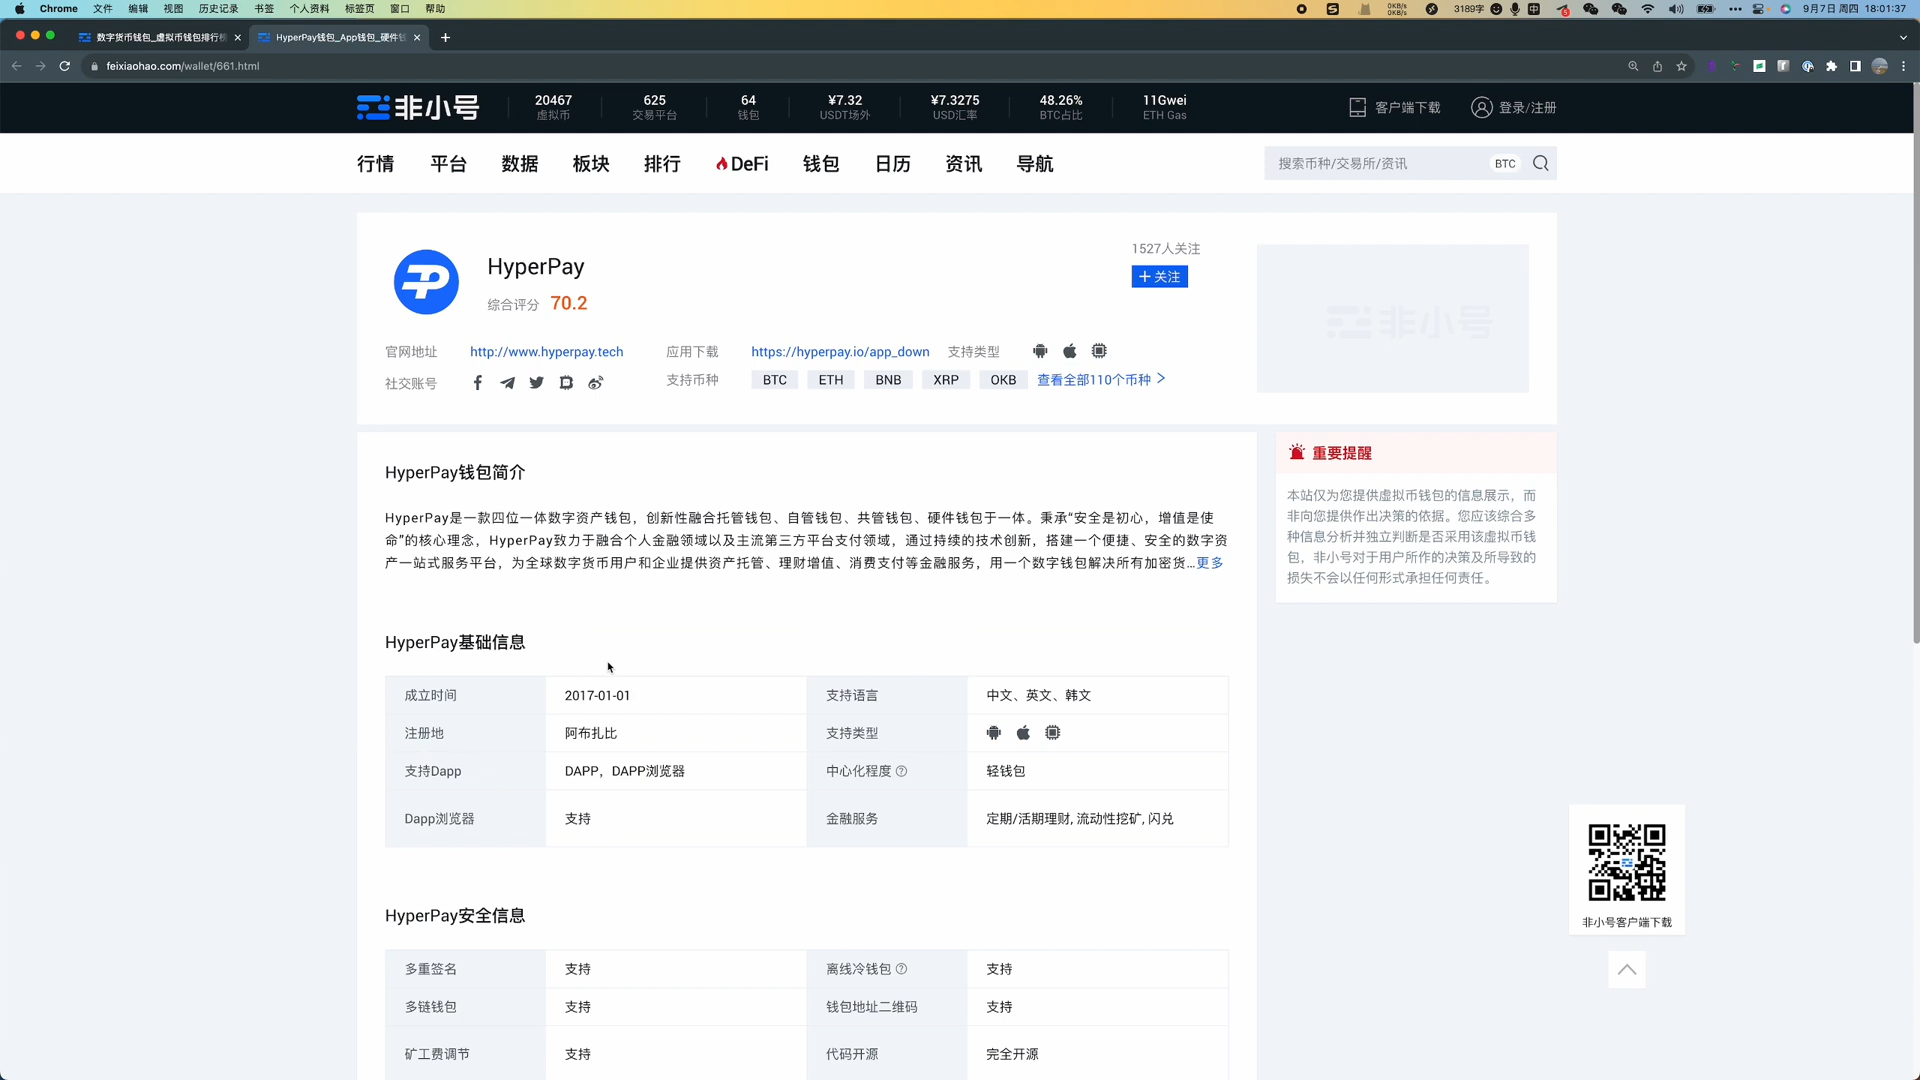 Chrome 文件 编辑 视图 历史记录 书签 个人资料 标签页 窗口 帮助 0KB/s 0KB/s 3189字 9月7日 周四 18:01:37
数字货币钱包_虚拟币钱包排行 HyperPay钱包_App钱包_硬件
feixiaohao.com/wallet/661.html
非小号 20467 625 64 ¥7.32 ¥7.3275 48.26% 11Gwei 客户端下载 登录/注册
虚拟币 交易平台 钱包 USDT场外 USD汇率 BTC占比 ETH Gas
行情 平台 数据 板块 排行 DeFi 钱包 日历 资讯 导航 搜索币种/交易所/资讯 BTC
HyperPay 1527人关注
综合评分 70.2 +关注
非小号
官网地址 http://www.hyperpay.tech 应用下载 https://hyperpay.io/app_down 支持类型
社交账号 支持币种 BTC ETH BNB XRP OKB 查看全部110个币种
HyperPay钱包简介
HyperPay是一款四位一体数字资产钱包，创新性融合托管钱包、自管钱包、共管钱包、硬件钱包于一体。秉承“安全是初心，增值是使
命”的核心理念，HyperPay致力于融合个人金融领域以及主流第三方平台支付领域，通过持续的技术创新，搭建一个便捷、安全的数字资
产一站式服务平台，为全球数字货币用户和企业提供资产托管、理财增值、消费支付等金融服务，用一个数字钱包解决所有加密货...更多
重要提醒
本站仅为您提供虚拟币钱包的信息展示，而
非向您提供作出决策的依据。您应该综合多
种信息分析并独立判断是否采用该虚拟币钱
包，非小号对于用户所作的决策及所导致的
损失不会以任何形式承担任何责任。
HyperPay基础信息
成立时间 2017-01-01 支持语言 中文、英文、韩文
注册地 阿布扎比 支持类型
支持Dapp DAPP，DAPP浏览器 中心化程度 轻钱包
Dapp浏览器 支持 金融服务 定期/活期理财, 流动性挖矿, 闪兑
HyperPay安全信息
多重签名 支持 离线冷钱包 支持
多链钱包 支持 钱包地址二维码 支持
矿工费调节 支持 代码开源 完全开源
非小号客户端下载